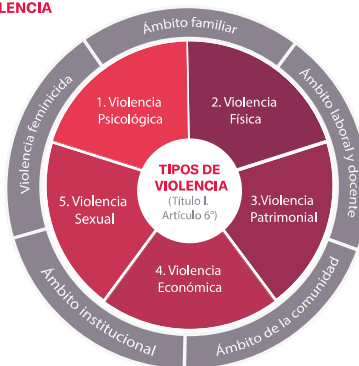 LENCIA
Ámbito familiar
Ámbito laboral y docente
Ámbito de la comunidad
Ámbito institucional
Violencia feminicida
1. Violencia
Psicológica
2. Violencia
Física
3.Violencia
Patrimonial
4. Violencia
Económica
5. Violencia
Sexual
TIPOS DE
VIOLENCIA
(Título I.
Artículo 6°)